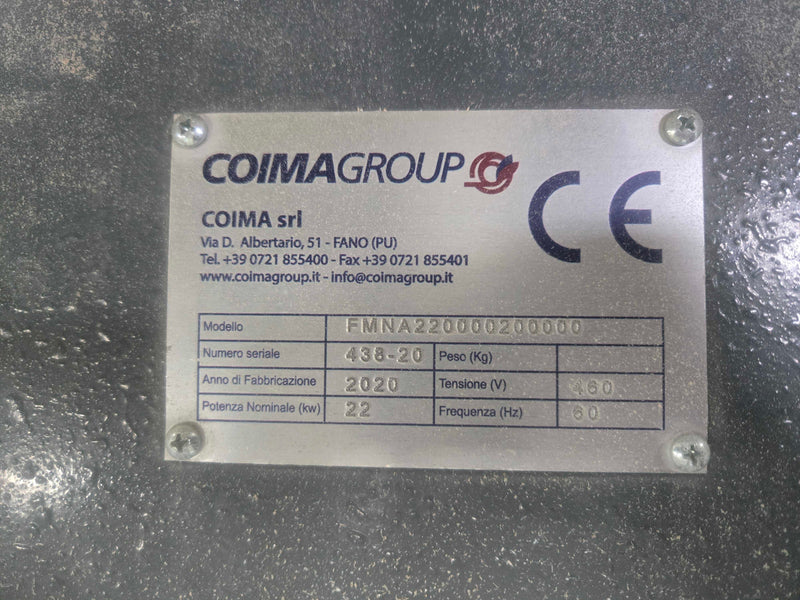 COIMAGROUP
CE
COIMA srl
Via D. Albertario, 51 - FANO (PU)
Tel. +39 0721 855400 - Fax +39 0721 855401
www.coimagroup.it - info@coimagroup.it
Modello FMNA220000200000
Numero seriale 438-20 Peso (Kg)
Anno di Fabbricazione 2020 Tensione (V) 460
Potenza Nominale (kw) 22 Frequenza (Hz) 60